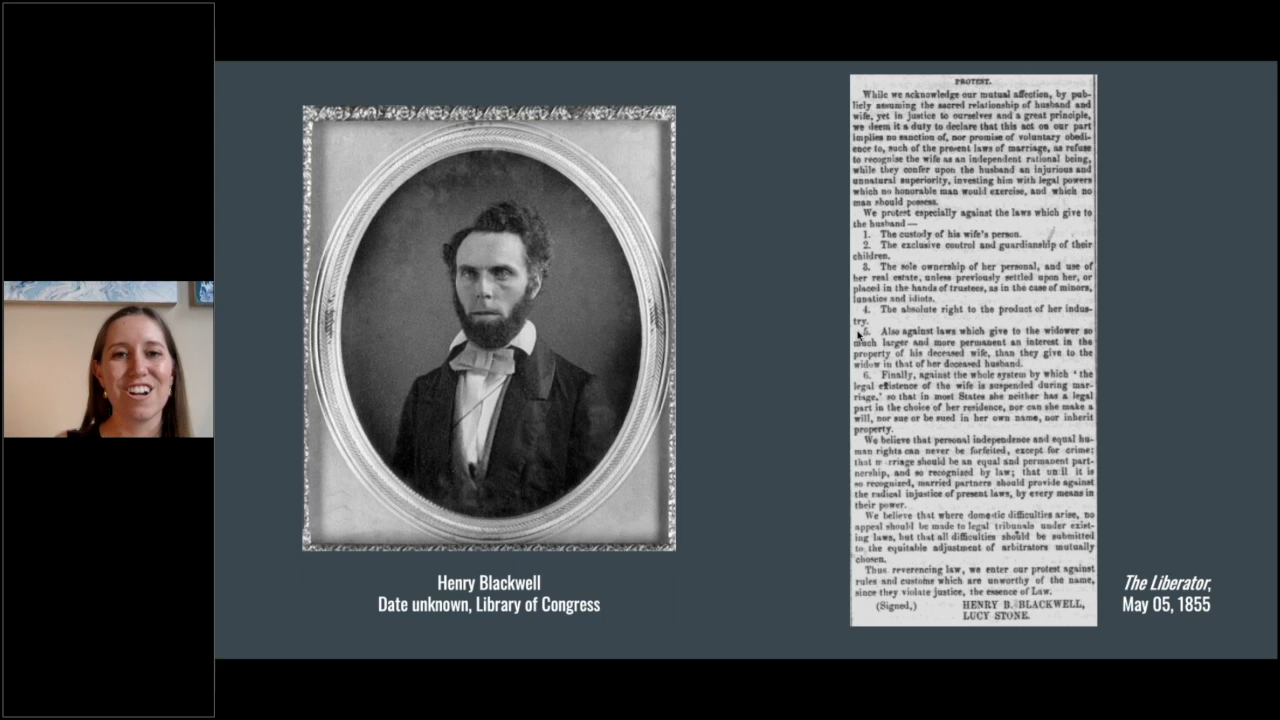 Henry Blackwell
Date unknown, Library of Congress
PROTEST.
While we acknowledge our mutual affection, by pub-
licly assuming the sacred relationship of husband and
wife, yet in justice to ourselves and a great principle,
we deem it a duty to declare that this act on our part
implies no sanction of, nor promise of voluntary obedi-
ence to, such of the present laws of marriage, as refuse
to recognise the wife as an independent rational being,
while they confer upon the husband an injurious and
unnatural superiority, investing him with legal powers
which no honorable man would exercise, and which no
man should possess.
We protest especially against the laws which give to
the husband—
1. The custody of his wife's person.
2. The exclusive control and guardianship of their
children.
3. The sole ownership of her personal, and use of
her real estate, unless previously settled upon her, or
placed in the hands of trustees, as in the case of minors,
lunatics and idiots.
4. The absolute right to the product of her indus-
try.
5. Also against laws which give to the widower so
much larger and more permanent an interest in the
property of his deceased wife, than they give to the
widow in that of her deceased husband.
6. Finally, against the whole system by which 'the
legal existence of the wife is suspended during mar-
riage,' so that in most States she neither has a legal
part in the choice of her residence, nor can she make a
will, nor sue or be sued in her own name, nor inherit
property.
We believe that personal independence and equal hu-
man rights can never be forfeited, except for crime;
that marriage should be an equal and permanent part-
nership, and so recognized by law; that until it is
so recognized, married partners should provide against
the radical injustice of present laws, by every means in
their power.
We believe that where domestic difficulties arise, no
appeal should be made to legal tribunals under exist-
ing laws, but that all difficulties should be submitted
to the equitable adjustment of arbitrators mutually
chosen.
Thus reverencing law, we enter our protest against
rules and customs which are unworthy of the name,
since they violate justice, the essence of Law.
(Signed,) HENRY B. BLACKWELL,
LUCY STONE.
The Liberator,
May 05, 1855